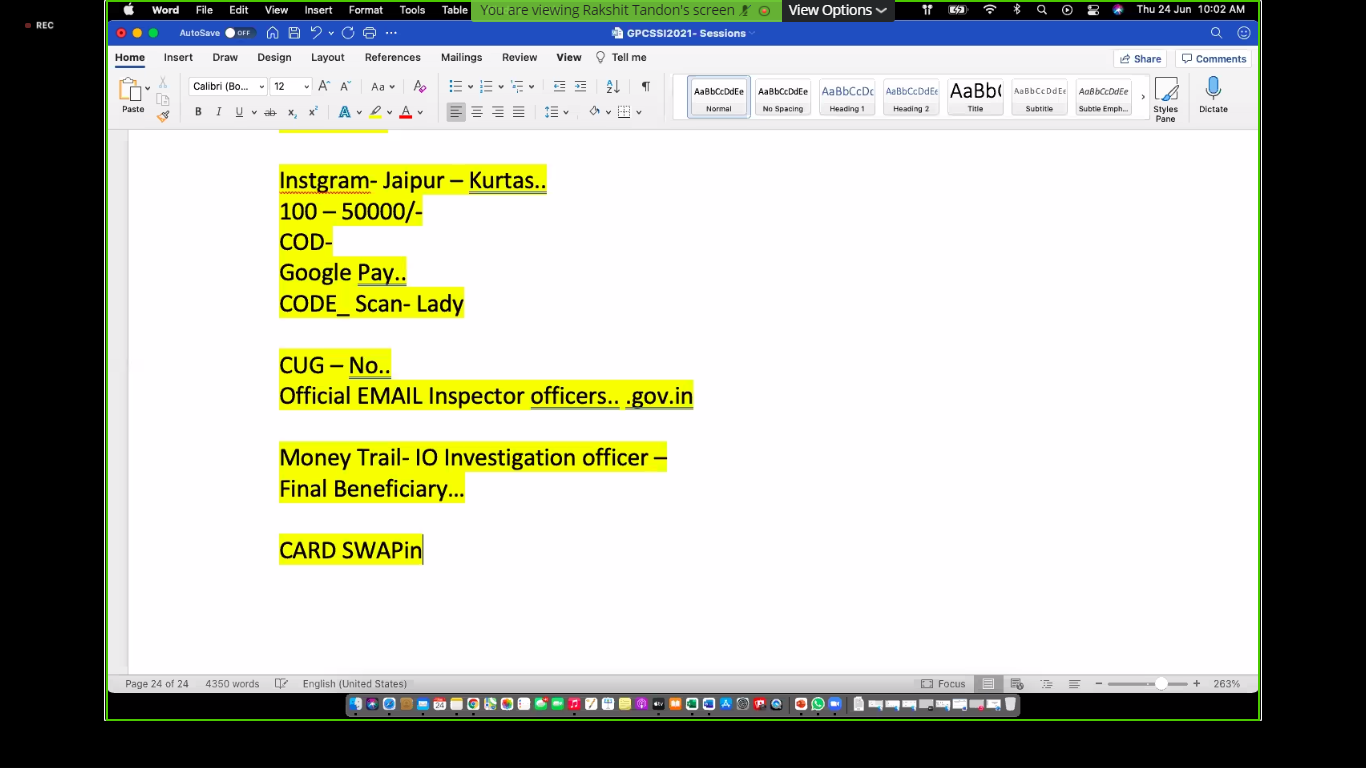 REC
Word File Edit View Insert Format Tools Table You are viewing Rakshit Tandon's screen View Options Thu 24 Jun 10:02 AM
AutoSave OFF GPCSSI2021- Sessions
Home Insert Draw Design Layout References Mailings Review View Tell me Share Comments
Paste Calibri (Bo... 12 Styles Pane Dictate
AaBbCcDdEe Normal
AaBbCcDdEe No Spacing
AaBbCcDc Heading 1
AaBbCcDdEe Heading 2
AaBb( Title
AaBbCcDdEe Subtitle
AaBbCcDdEe Subtle Emph...
Instgram- Jaipur – Kurtas..
100 – 50000/-
COD-
Google Pay..
CODE_ Scan- Lady
CUG – No..
Official EMAIL Inspector officers.. .gov.in
Money Trail- IO Investigation officer –
Final Beneficiary...
CARD SWAPin
Page 24 of 24 4350 words English (United States) Focus 263%